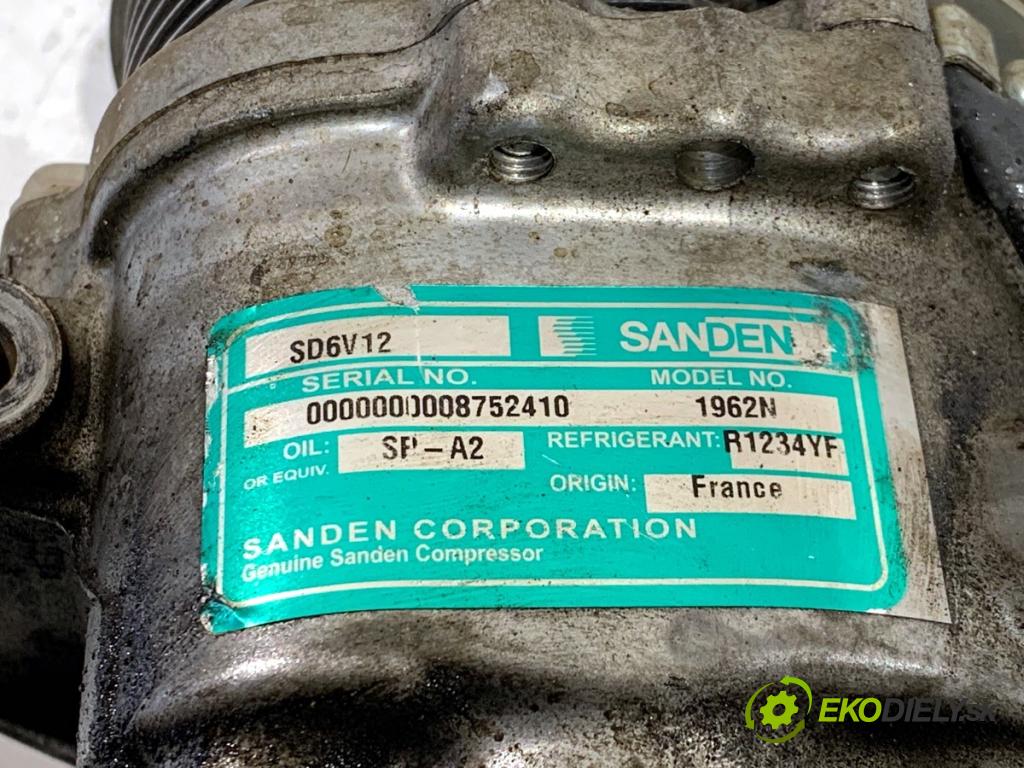 SD6V12 SANDEN
SERIAL NO. MODEL NO.
0000000008752410 1962N
OIL: SP-A2 REFRIGERANT: R1234YF
OR EQUIV.
ORIGIN: France
SANDEN CORPORATION
Genuine Sanden Compressor
EKODIELY.SK